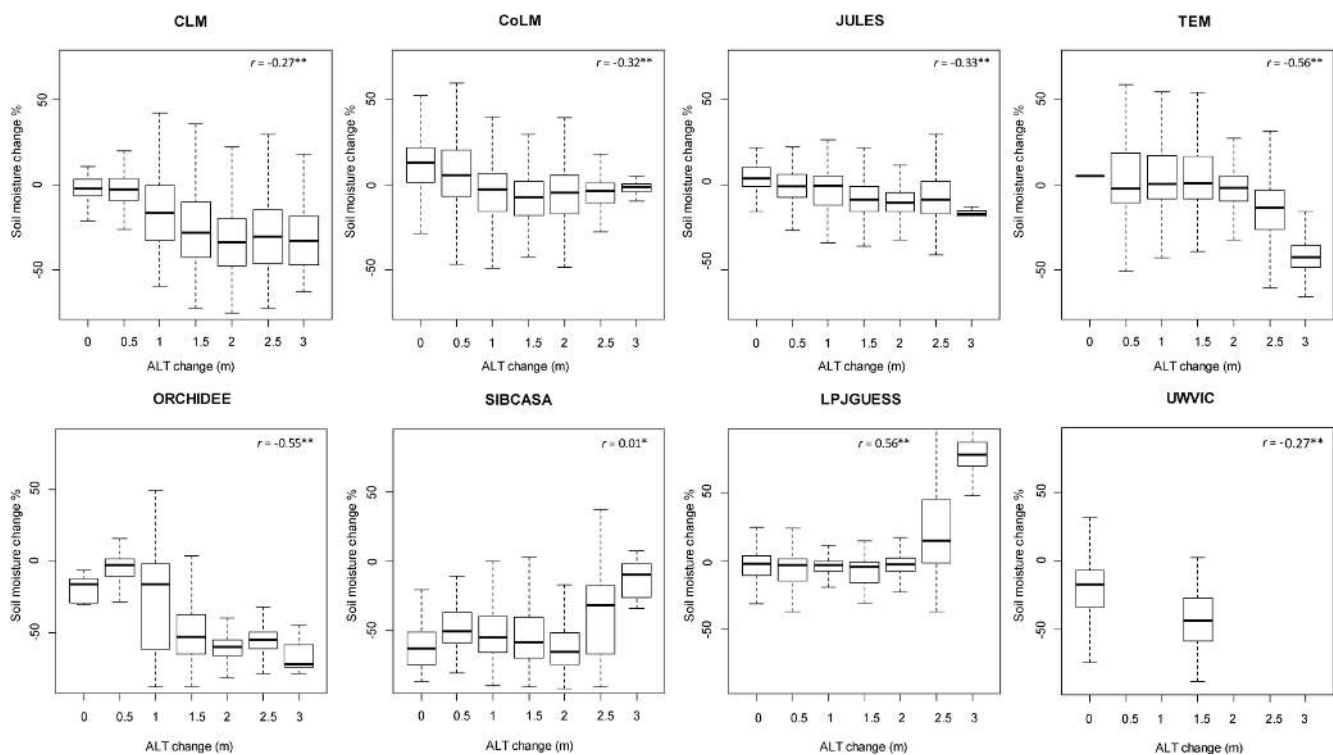 CLM
CoLM
JULES
TEM
r = -0.27**
r = -0.32**
r = -0.33**
r = -0.56**
Soil moisture change %
50
0
-50
Soil moisture change %
50
0
-50
Soil moisture change %
50
0
-50
Soil moisture change %
50
0
-50
0 0.5 1 1.5 2 2.5 3
0 0.5 1 1.5 2 2.5 3
0 0.5 1 1.5 2 2.5 3
0 0.5 1 1.5 2 2.5 3
ALT change (m)
ALT change (m)
ALT change (m)
ALT change (m)
ORCHIDEE
SIBCASA
LPJGUESS
UWVIC
r = -0.55**
r = 0.01*
r = 0.56**
r = -0.27**
Soil moisture change %
50
0
-50
Soil moisture change %
50
0
-50
Soil moisture change %
50
0
-50
Soil moisture change %
50
0
-50
0 0.5 1 1.5 2 2.5 3
0 0.5 1 1.5 2 2.5 3
0 0.5 1 1.5 2 2.5 3
0 0.5 1 1.5 2 2.5 3
ALT change (m)
ALT change (m)
ALT change (m)
ALT change (m)